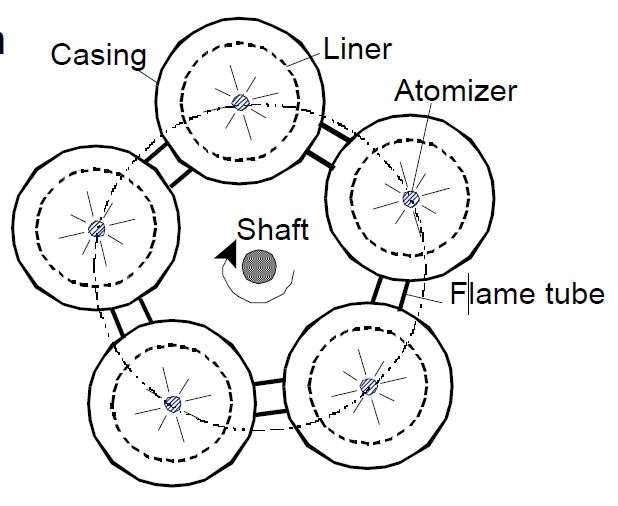 n
Casing
Liner
Atomizer
Shaft
Flame tube